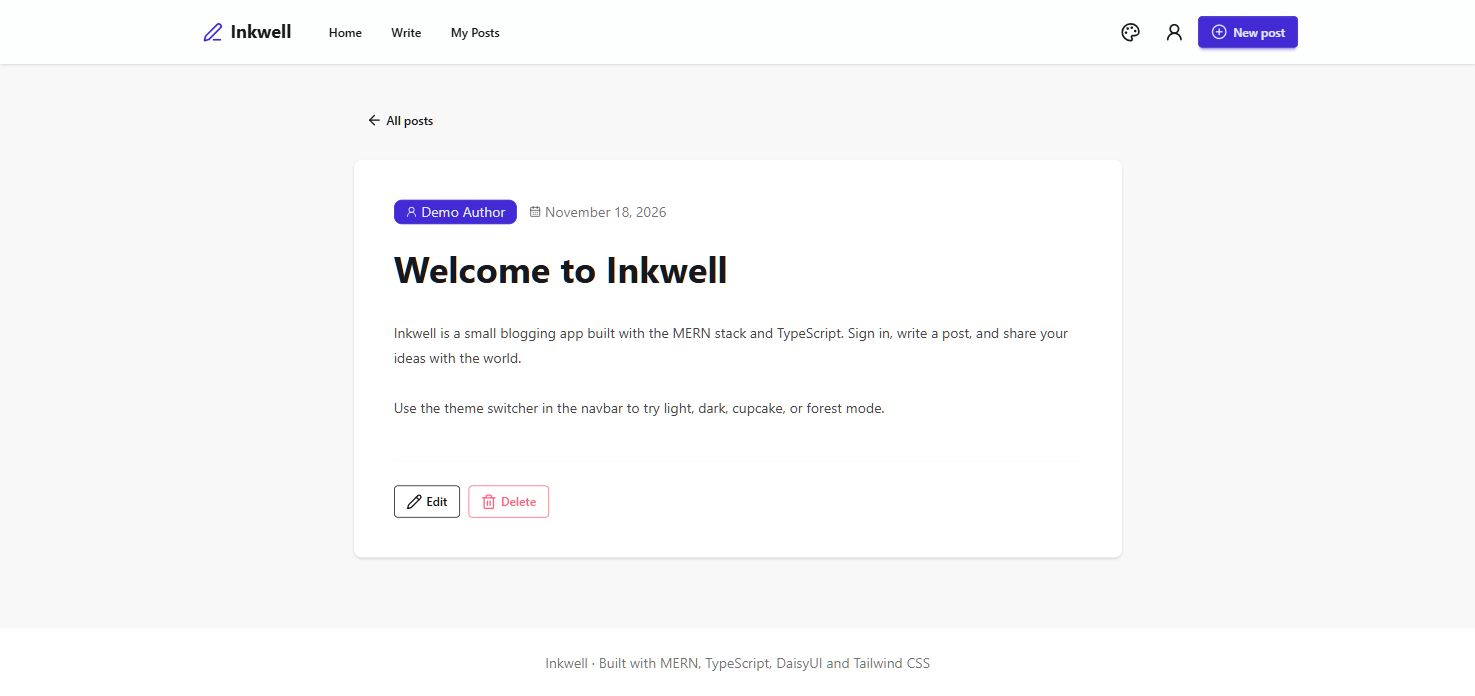 Inkwell
Home
Write
My Posts
New post
All posts
Demo Author
November 18, 2026
Welcome to Inkwell
Inkwell is a small blogging app built with the MERN stack and TypeScript. Sign in, write a post, and share your
ideas with the world.
Use the theme switcher in the navbar to try light, dark, cupcake, or forest mode.
Edit
Delete
Inkwell · Built with MERN, TypeScript, DaisyUI and Tailwind CSS